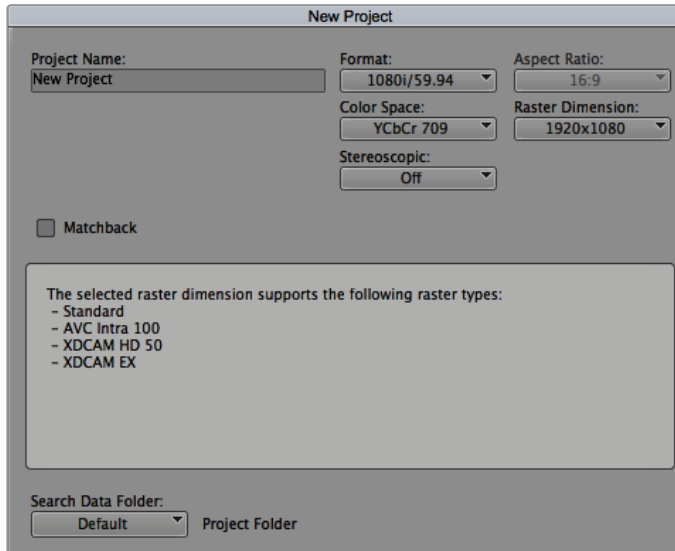 New Project
Project Name: Format: Aspect Ratio:
New Project 1080i/59.94 16:9
Color Space: Raster Dimension:
YCbCr 709 1920x1080
Stereoscopic:
Off
Matchback
The selected raster dimension supports the following raster types:
- Standard
- AVC Intra 100
- XDCAM HD 50
- XDCAM EX
Search Data Folder:
Default Project Folder